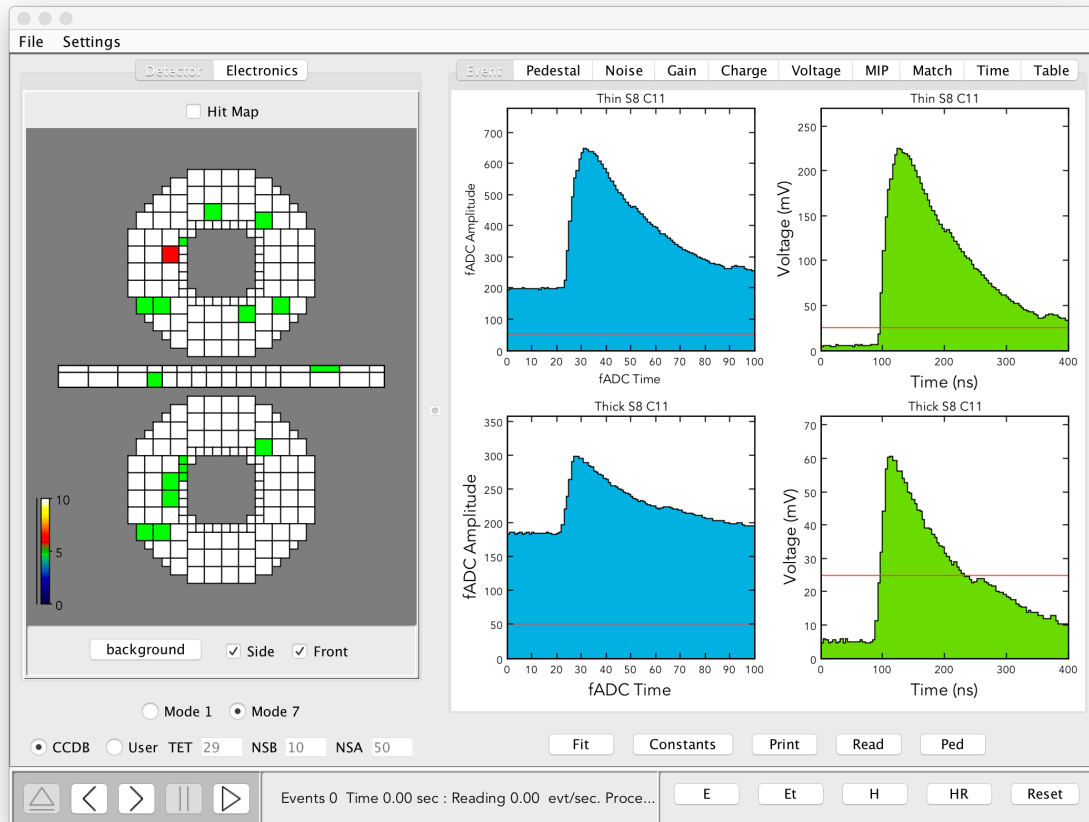 File Settings
Detector Electronics
Event Pedestal Noise Gain Charge Voltage MIP Match Time Table
Hit Map
10
5
0
background Side Front
Mode 1 Mode 7
CCDB User TET 29 NSB 10 NSA 50
Thin S8 C11
fADC Amplitude
700
600
500
400
300
200
100
0
0 10 20 30 40 50 60 70 80 90 100
fADC Time
Thin S8 C11
Voltage (mV)
250
200
150
100
50
0
0 100 200 300 400
Time (ns)
Thick S8 C11
fADC Amplitude
350
300
250
200
150
100
50
0
0 10 20 30 40 50 60 70 80 90 100
fADC Time
Thick S8 C11
Voltage (mV)
70
60
50
40
30
20
10
0
0 100 200 300 400
Time (ns)
Fit Constants Print Read Ped
Events 0 Time 0.00 sec : Reading 0.00 evt/sec. Proce...
E Et H HR Reset